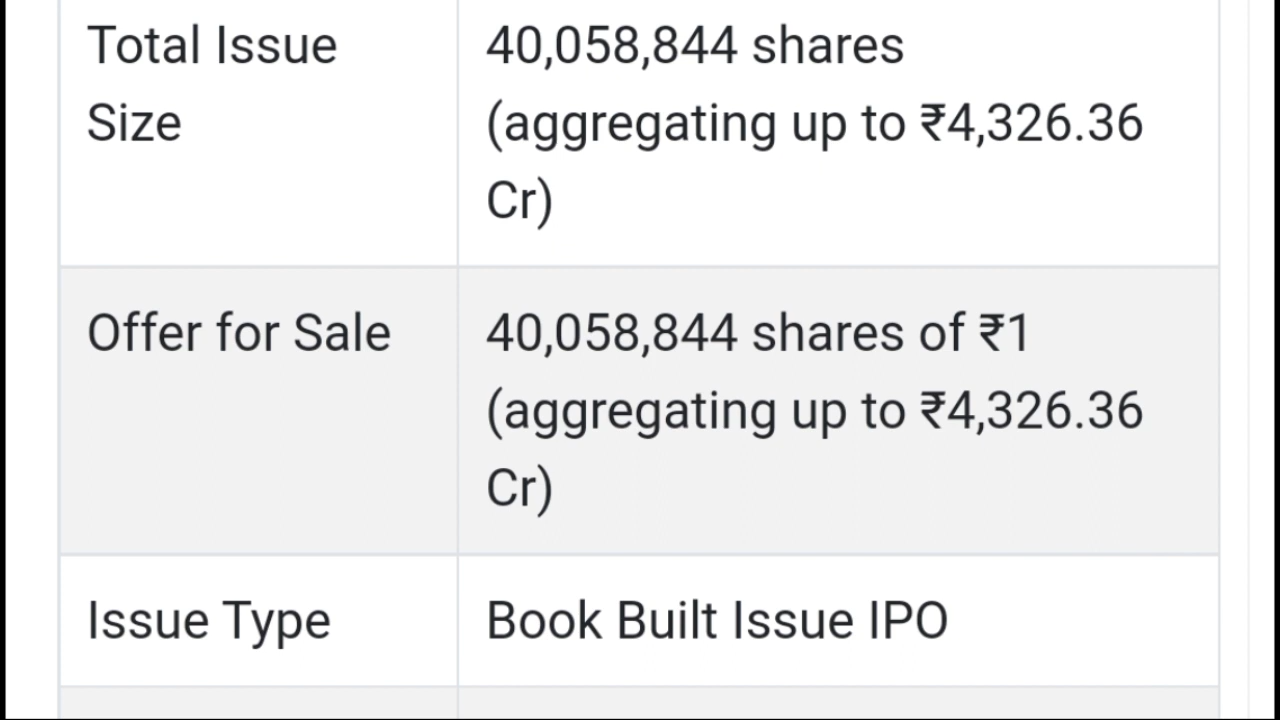 Total Issue
Size
40,058,844 shares
(aggregating up to ₹4,326.36
Cr)
Offer for Sale
40,058,844 shares of ₹1
(aggregating up to ₹4,326.36
Cr)
Issue Type
Book Built Issue IPO